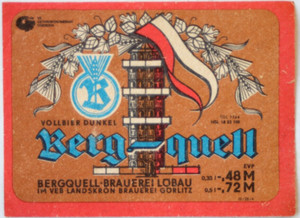 VOLLBIER DUNKEL
B
Berg-quell
EVP
BERGQUELL-BRAUEREI LÖBAU
0,33 l -,48 M
IM VEB LANDSKRON BRAUEREI GÖRLITZ
0,5 l -,72 M